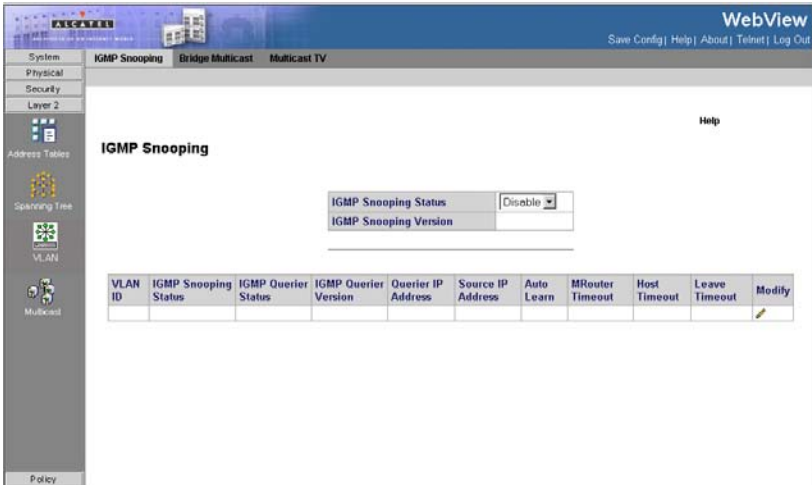 ALCATEL
WebView
Save Config| Help| About| Telnet| Log Out
System
Physical
Security
Layer 2
Address Tables
Spanning Tree
VLAN
Multicast
Policy
IGMP Snooping Bridge Multicast Multicast TV
Help
IGMP Snooping
IGMP Snooping Status Disable
IGMP Snooping Version
VLAN ID IGMP Snooping Status IGMP Querier Status IGMP Querier Version Querier IP Address Source IP Address Auto Learn MRouter Timeout Host Timeout Leave Timeout Modify